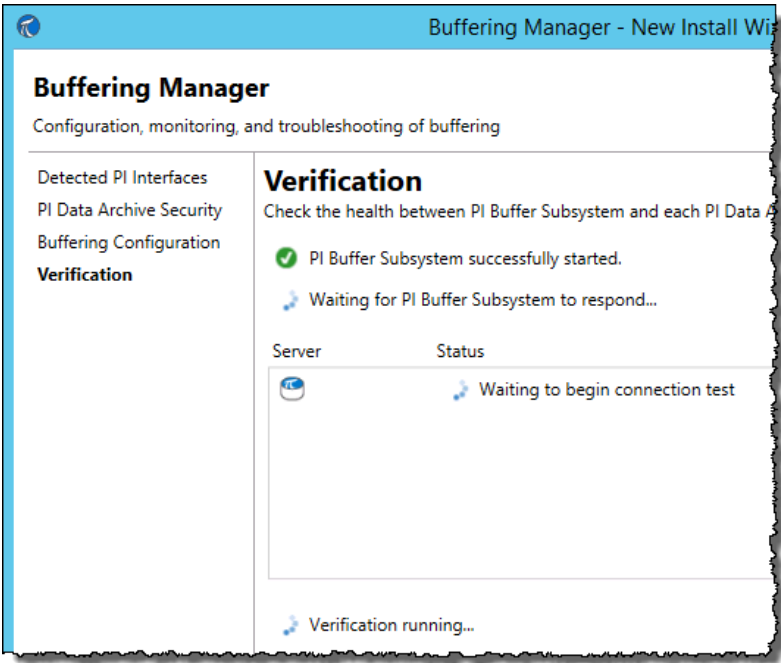 Buffering Manager - New Install
Buffering Manager
Configuration, monitoring, and troubleshooting of buffering
Detected PI Interfaces
PI Data Archive Security
Buffering Configuration
Verification
Verification
Check the health between PI Buffer Subsystem and each PI Data
PI Buffer Subsystem successfully started.
Waiting for PI Buffer Subsystem to respond...
Server Status
Waiting to begin connection test
Verification running...